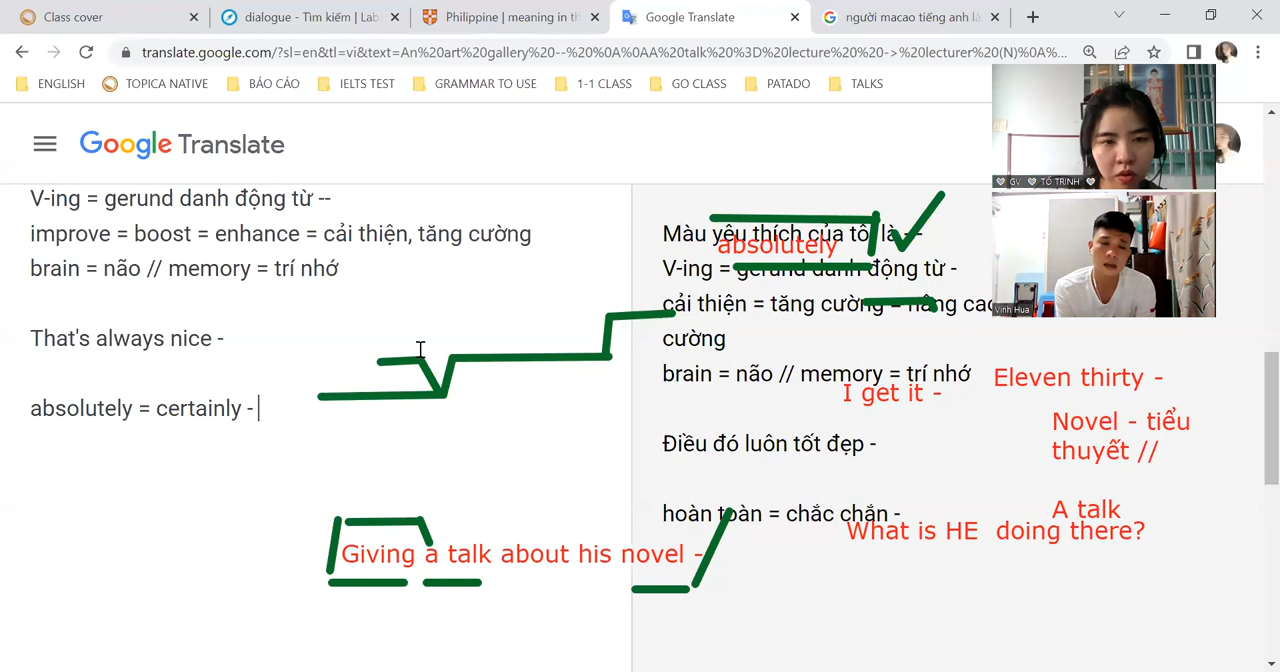 Class cover
dialogue - Tìm kiếm | Lab
Philippine | meaning in th
Google Translate
người macao tiếng anh là
translate.google.com/?sl=en&tl=vi&text=An%20art%20gallery%20--%20%0A%0AA%20talk%20%3D%20lecture%20%20->%20lecturer%20(N)%0A%...
ENGLISH
TOPICA NATIVE
BÁO CÁO
IELTS TEST
GRAMMAR TO USE
1-1 CLASS
GO CLASS
PATADO
TALKS
Google Translate
GV
TỐ TRINH
Vinh Hua
V-ing = gerund danh động từ --
improve = boost = enhance = cải thiện, tăng cường
brain = não // memory = trí nhớ
That's always nice -
absolutely = certainly -
Màu yêu thích của tôi là --
absolutely
V-ing = gerund danh động từ -
cải thiện = tăng cường = nâng cao
cường
brain = não // memory = trí nhớ
I get it -
Eleven thirty -
Novel - tiểu
thuyết //
Điều đó luôn tốt đẹp -
A talk
hoàn toàn = chắc chắn -
What is HE doing there?
Giving a talk about his novel -